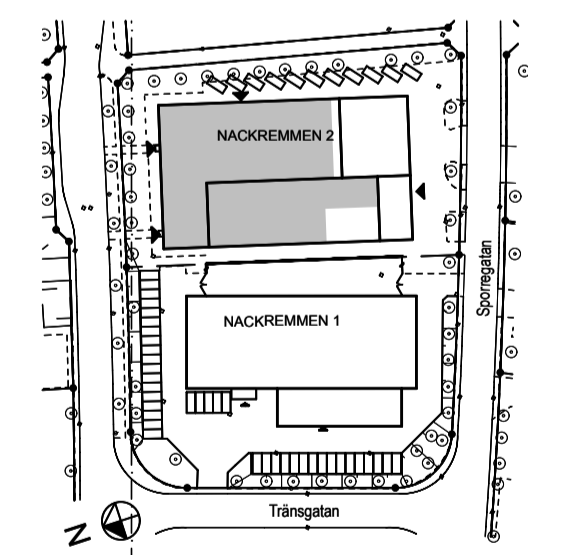 NACKREMMEN 2
Sporregatan
NACKREMMEN 1
Tränsgatan
N